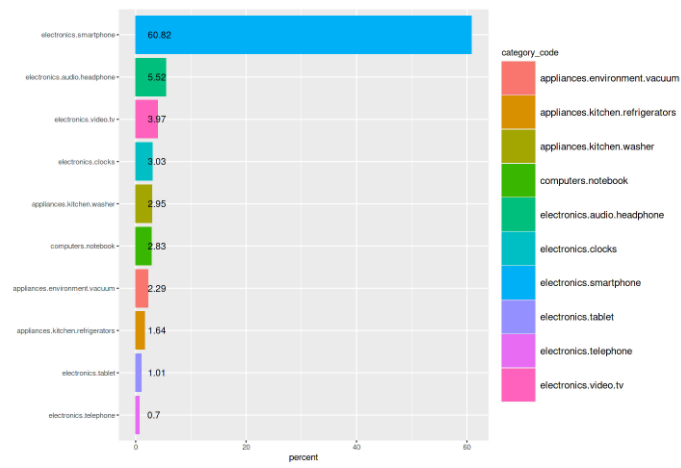 electronics.smartphone
60.82
electronics.audio.headphone
5.52
electronics.video.tv
3.97
electronics.clocks
3.03
appliances.kitchen.washer
2.95
computers.notebook
2.83
appliances.environment.vacuum
2.29
appliances.kitchen.refrigerators
1.64
electronics.tablet
1.01
electronics.telephone
0.7
0 20 40 60
percent
category_code
appliances.environment.vacuum
appliances.kitchen.refrigerators
appliances.kitchen.washer
computers.notebook
electronics.audio.headphone
electronics.clocks
electronics.smartphone
electronics.tablet
electronics.telephone
electronics.video.tv